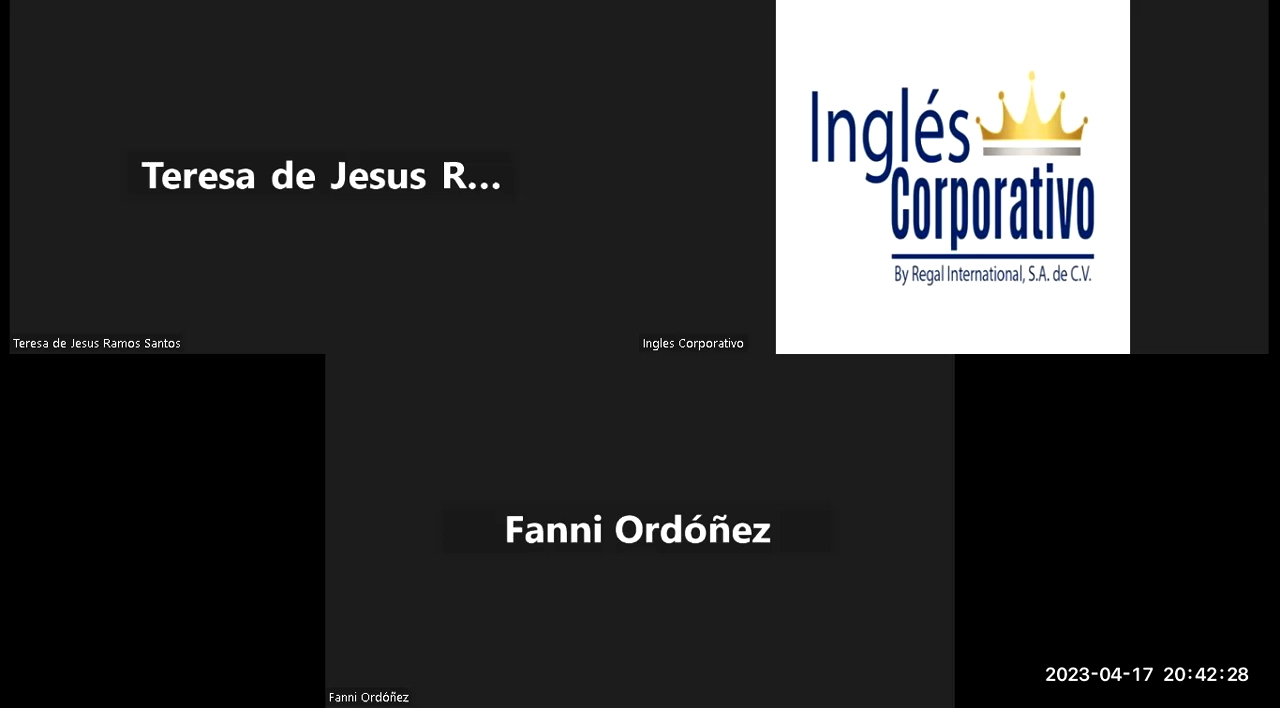 Teresa de Jesus R...
Teresa de Jesus Ramos Santos
Inglés
Corporativo
By Regal International, S.A. de C.V.
Ingles Corporativo
Fanni Ordóñez
Fanni Ordóñez
2023-04-17 20:42:28